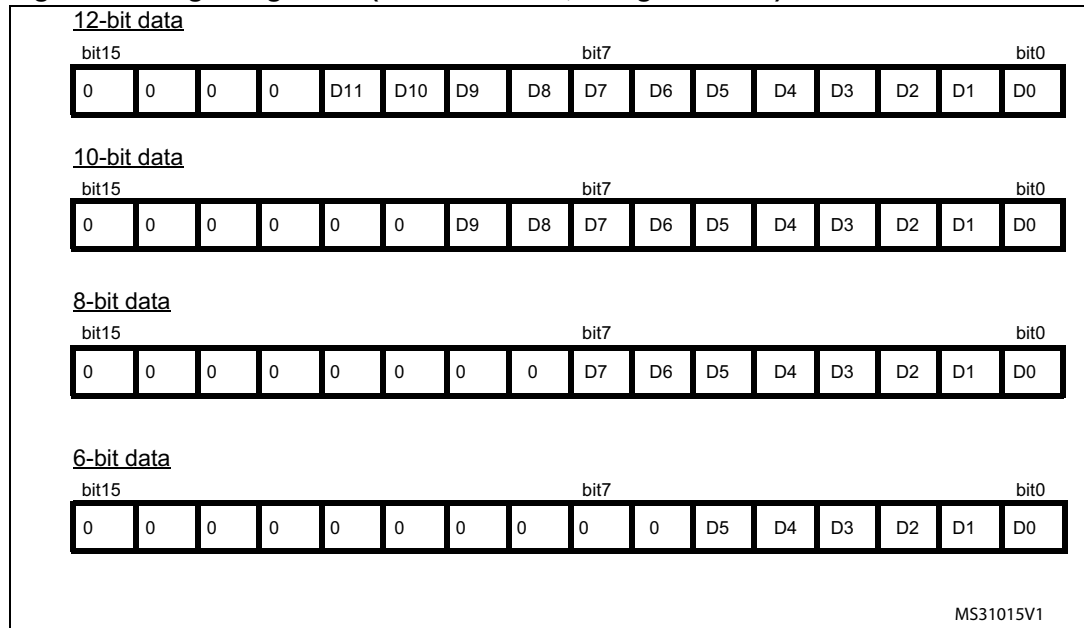 12-bit data
bit15 bit7 bit0
0 0 0 0 D11 D10 D9 D8 D7 D6 D5 D4 D3 D2 D1 D0
10-bit data
bit15 bit7 bit0
0 0 0 0 0 0 D9 D8 D7 D6 D5 D4 D3 D2 D1 D0
8-bit data
bit15 bit7 bit0
0 0 0 0 0 0 0 0 D7 D6 D5 D4 D3 D2 D1 D0
6-bit data
bit15 bit7 bit0
0 0 0 0 0 0 0 0 0 0 D5 D4 D3 D2 D1 D0
MS31015V1